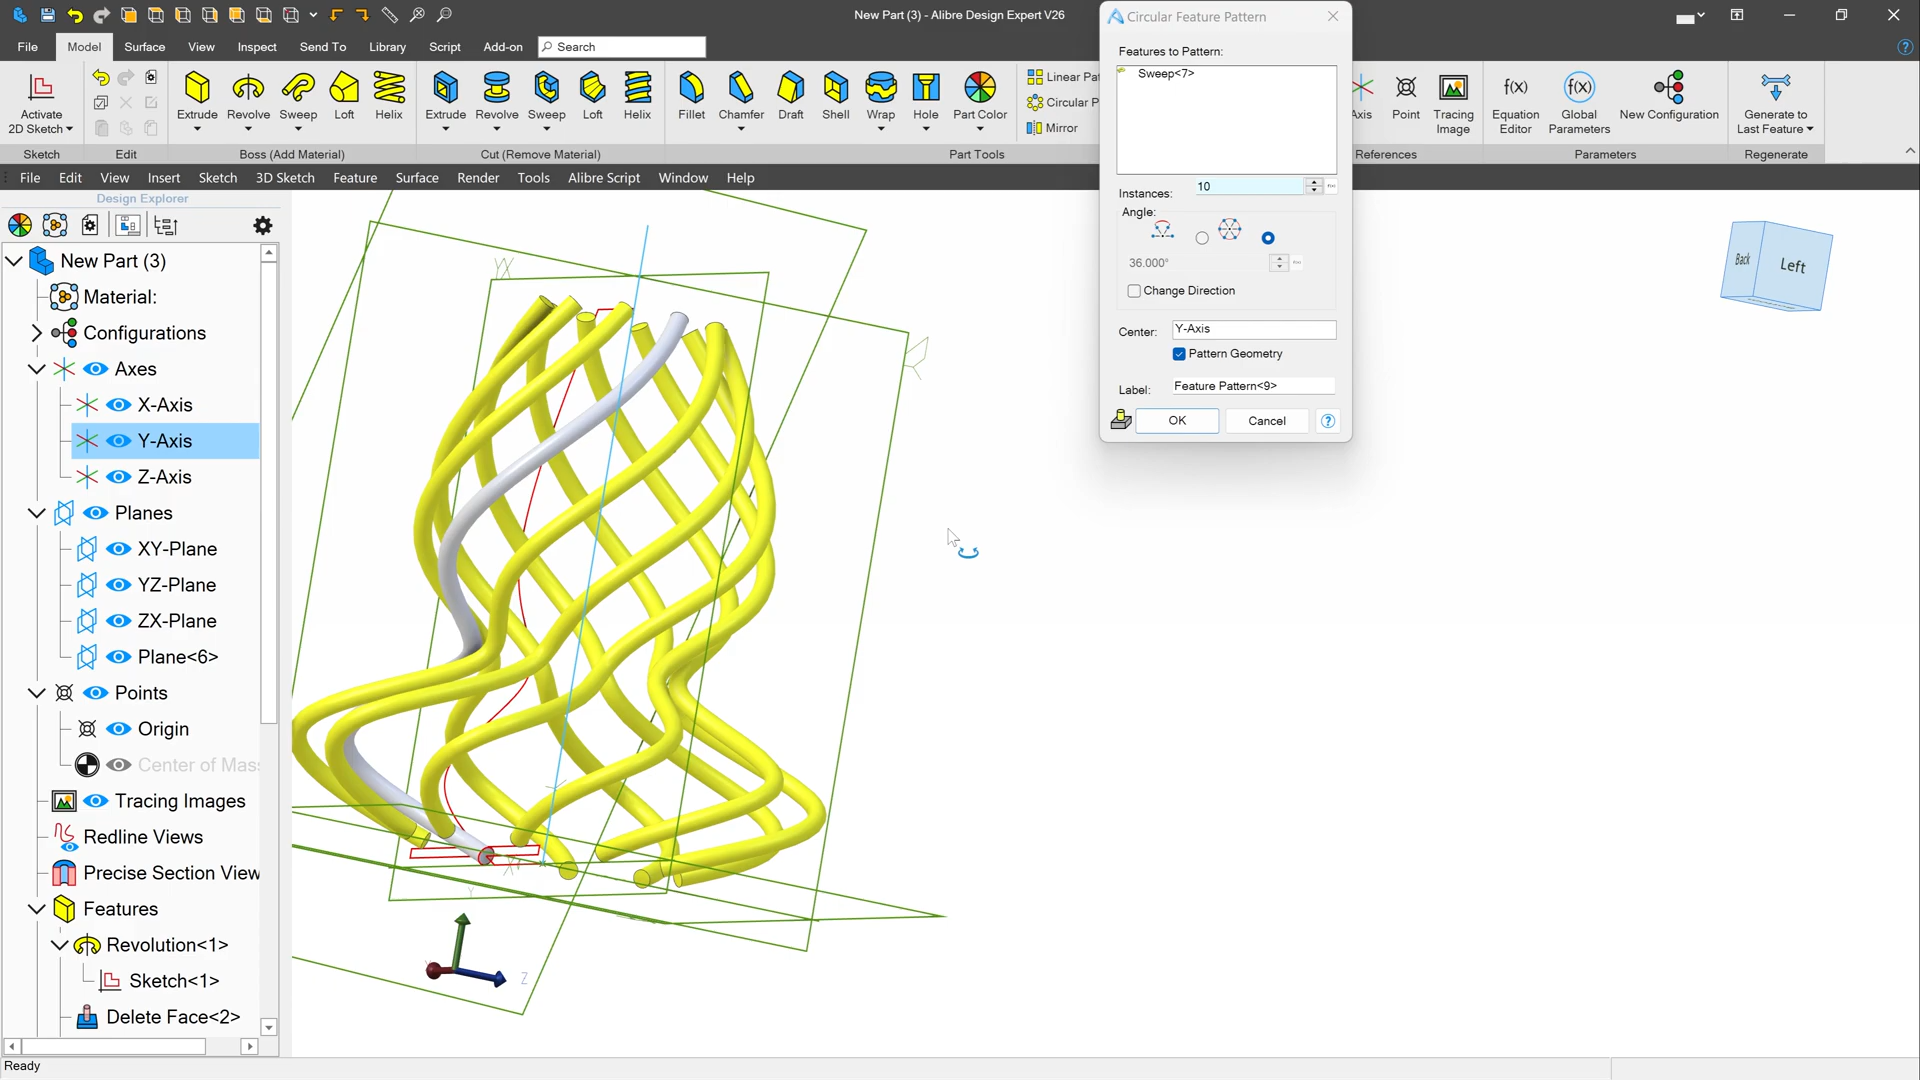 New Part (3) - Alibre Design Expert V26
Circular Feature Pattern
File
Model
Sketch
View
Inspect
Send To
Library
Script
Add-on
Search
Activate
2D Sketch
Extrude
Revolve
Sweep
Loft
Helix
Extrude
Revolve
Sweep
Loft
Helix
Fillet
Chamfer
Draft
Shell
Wrap
Hole
Part Color
Linear Pat
Circular P
Mirror
Axis
Point
Tracing
Image
Equation
Editor
Global
Parameters
New Configuration
Generate to
Last Feature
Sketch
Edit
Boss (Add Material)
Cut (Remove Material)
Part Tools
References
Parameters
Regenerate
File
Edit
View
Insert
Sketch
3D Sketch
Feature
Surface
Render
Tools
Alibre Script
Window
Help
Design Explorer
New Part (3)
Material:
Configurations
Axes
X-Axis
Y-Axis
Z-Axis
Planes
XY-Plane
YZ-Plane
ZX-Plane
Plane<6>
Points
Origin
Center of Mas
Tracing Images
Redline Views
Precise Section View
Features
Revolution<1>
Sketch<1>
Delete Face<2>
Features to Pattern:
Sweep<7>
Instances:
10
Angle:
36.000°
Change Direction
Center:
Y-Axis
Pattern Geometry
Label:
Feature Pattern<9>
OK
Cancel
Back
Left
Z
Ready